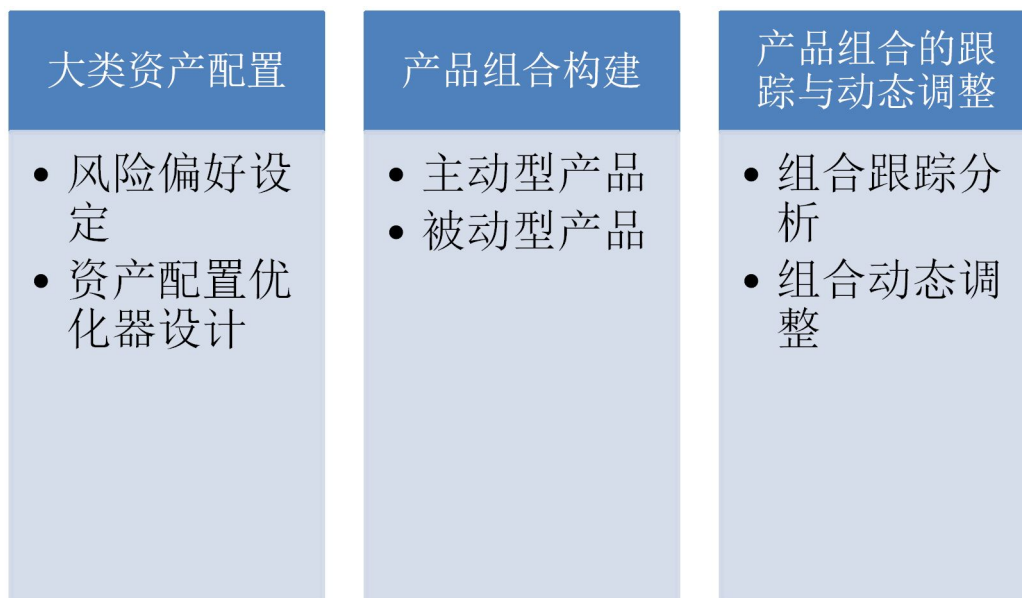 大类资产配置
• 风险偏好设
定
• 资产配置优
化器设计
产品组合构建
• 主动型产品
• 被动型产品
产品组合的跟
踪与动态调整
• 组合跟踪分
析
• 组合动态调
整